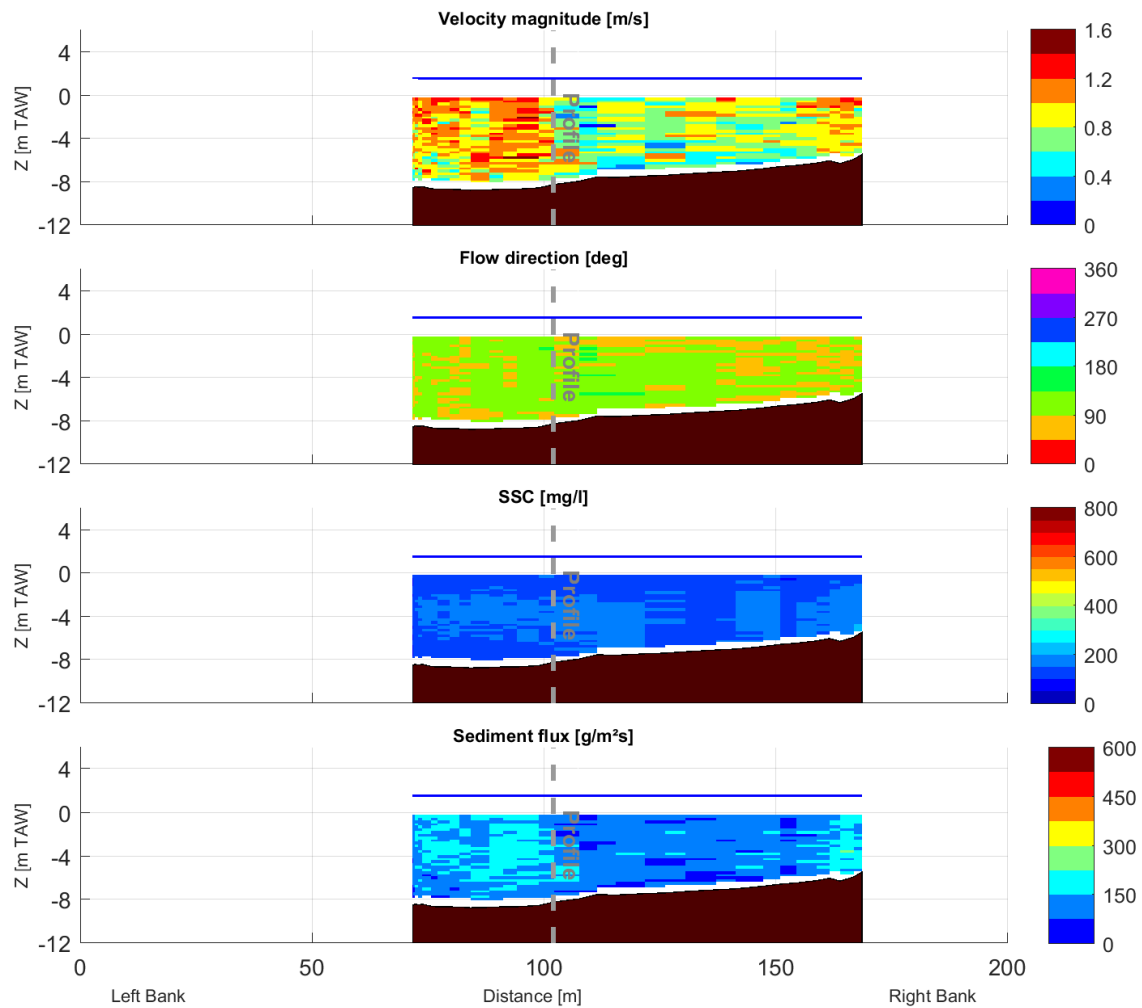 Velocity magnitude [m/s]
Z [m TAW]
4
0
-4
-8
-12
Profile
1.6
1.2
0.8
0.4
0
Flow direction [deg]
Z [m TAW]
4
0
-4
-8
-12
Profile
360
270
180
90
0
SSC [mg/l]
Z [m TAW]
4
0
-4
-8
-12
Profile
800
600
400
200
0
Sediment flux [g/m²s]
Z [m TAW]
4
0
-4
-8
-12
Profile
600
450
300
150
0
0 50 100 150 200
Left Bank Distance [m] Right Bank